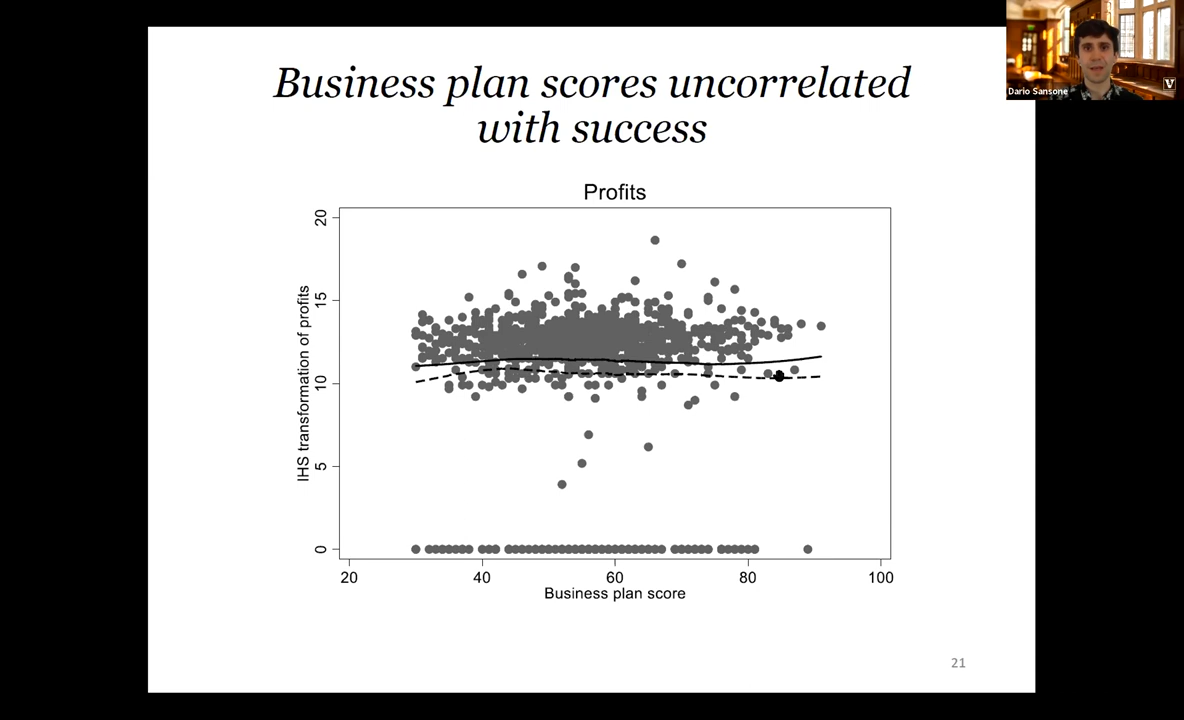 Business plan scores uncorrelated
with success
Dario Sansone
V
Profits
IHS transformation of profits
20
15
10
5
0
20 40 60 80 100
Business plan score
21